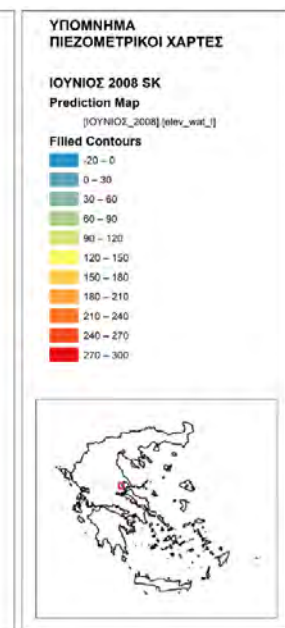 ΥΠΟΜΝΗΜΑ
ΠΙΕΖΟΜΕΤΡΙΚΟΙ ΧΑΡΤΕΣ
ΙΟΥΝΙΟΣ 2008 SK
Prediction Map
[ΙΟΥΝΙΟΣ_2008].[elev_wat_l]
Filled Contours
-20 – 0
0 – 30
30 – 60
60 – 90
90 – 120
120 – 150
150 – 180
180 – 210
210 – 240
240 – 270
270 – 300